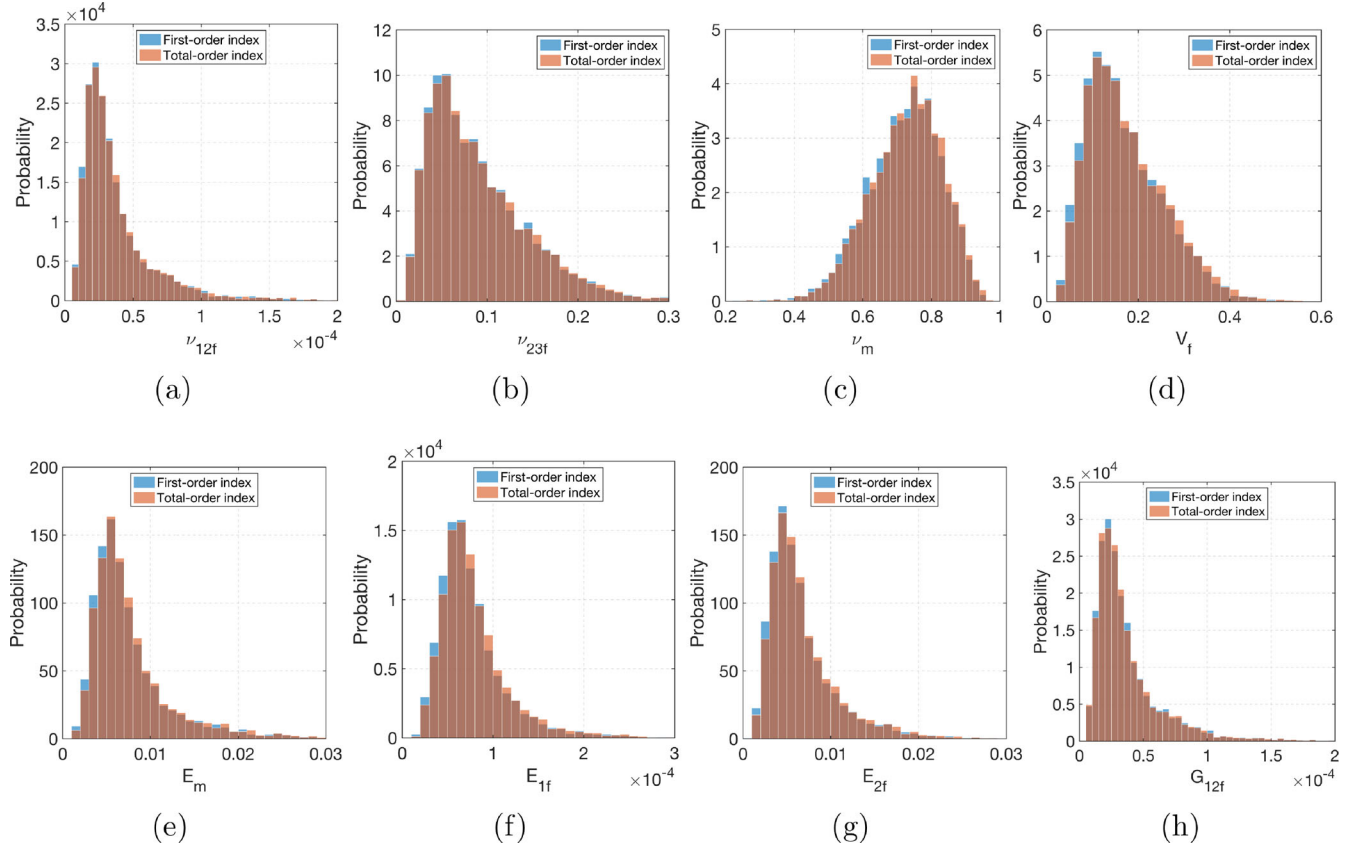 ×10⁴
3.5
3
2.5
2
1.5
1
0.5
0
Probability
First-order index
Total-order index
0 0.5 1 1.5 2
×10⁻⁴
ν12f
(a)
12
10
8
6
4
2
0
Probability
First-order index
Total-order index
0 0.1 0.2 0.3
ν23f
(b)
5
4
3
2
1
0
Probability
First-order index
Total-order index
0.2 0.4 0.6 0.8 1
νm
(c)
6
5
4
3
2
1
0
Probability
First-order index
Total-order index
0 0.2 0.4 0.6
Vf
(d)
200
150
100
50
0
Probability
First-order index
Total-order index
0 0.01 0.02 0.03
Em
(e)
×10⁴
2
1.5
1
0.5
0
Probability
First-order index
Total-order index
0 1 2 3
×10⁻⁴
E1f
(f)
200
150
100
50
0
Probability
First-order index
Total-order index
0 0.01 0.02 0.03
E2f
(g)
×10⁴
3.5
3
2.5
2
1.5
1
0.5
0
Probability
First-order index
Total-order index
0 0.5 1 1.5 2
×10⁻⁴
G12f
(h)